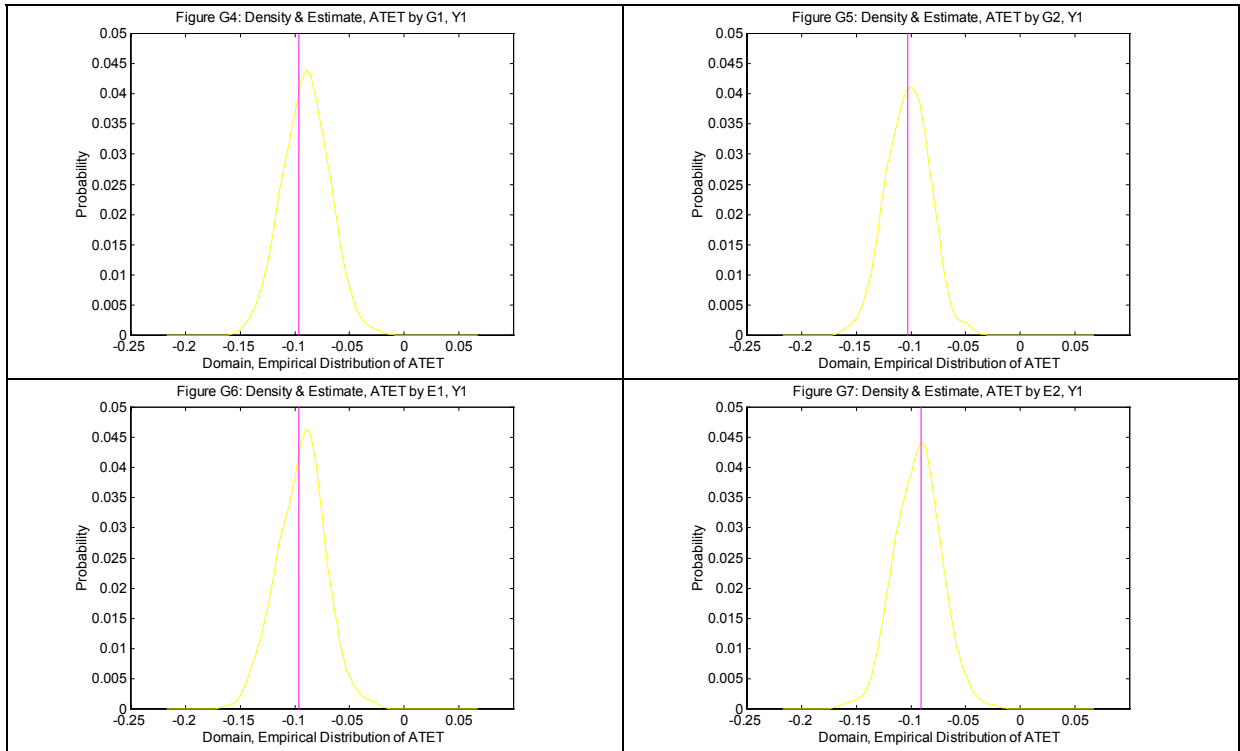 Figure G4: Density & Estimate, ATET by G1, Y1
0.05
0.045
0.04
0.035
0.03
0.025
0.02
0.015
0.01
0.005
0
Probability
-0.25 -0.2 -0.15 -0.1 -0.05 0 0.05
Domain, Empirical Distribution of ATET
Figure G5: Density & Estimate, ATET by G2, Y1
0.05
0.045
0.04
0.035
0.03
0.025
0.02
0.015
0.01
0.005
0
Probability
-0.25 -0.2 -0.15 -0.1 -0.05 0 0.05
Domain, Empirical Distribution of ATET
Figure G6: Density & Estimate, ATET by E1, Y1
0.05
0.045
0.04
0.035
0.03
0.025
0.02
0.015
0.01
0.005
0
Probability
-0.25 -0.2 -0.15 -0.1 -0.05 0 0.05
Domain, Empirical Distribution of ATET
Figure G7: Density & Estimate, ATET by E2, Y1
0.05
0.045
0.04
0.035
0.03
0.025
0.02
0.015
0.01
0.005
0
Probability
-0.25 -0.2 -0.15 -0.1 -0.05 0 0.05
Domain, Empirical Distribution of ATET